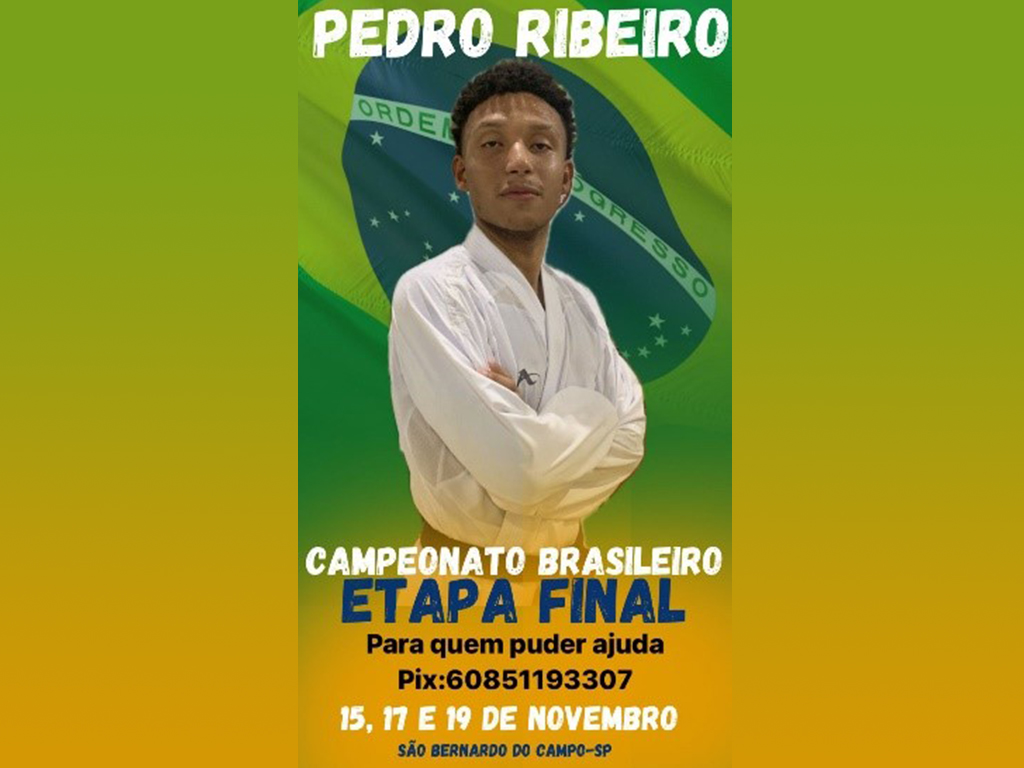 PEDRO RIBEIRO
ORDEM
OGRESSO
CAMPEONATO BRASILEIRO
ETAPA FINAL
Para quem puder ajuda
Pix:60851193307
15, 17 E 19 DE NOVEMBRO
SÃO BERNARDO DO CAMPO-SP